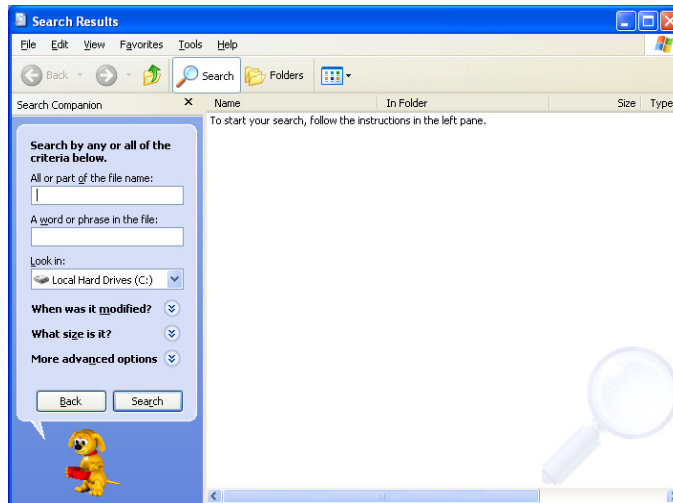 Search Results
File Edit View Favorites Tools Help
Back Search Folders
Search Companion
Name In Folder Size Type
To start your search, follow the instructions in the left pane.
Search by any or all of the
criteria below.
All or part of the file name:
A word or phrase in the file:
Look in:
Local Hard Drives (C:)
When was it modified?
What size is it?
More advanced options
Back Search